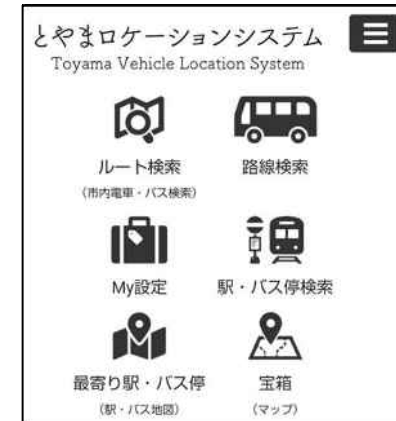 とやまロケーションシステム
Toyama Vehicle Location System
ルート検索
（市内電車・バス検索）
路線検索
My設定
駅・バス停検索
最寄り駅・バス停
（駅・バス地図）
宝箱
（マップ）